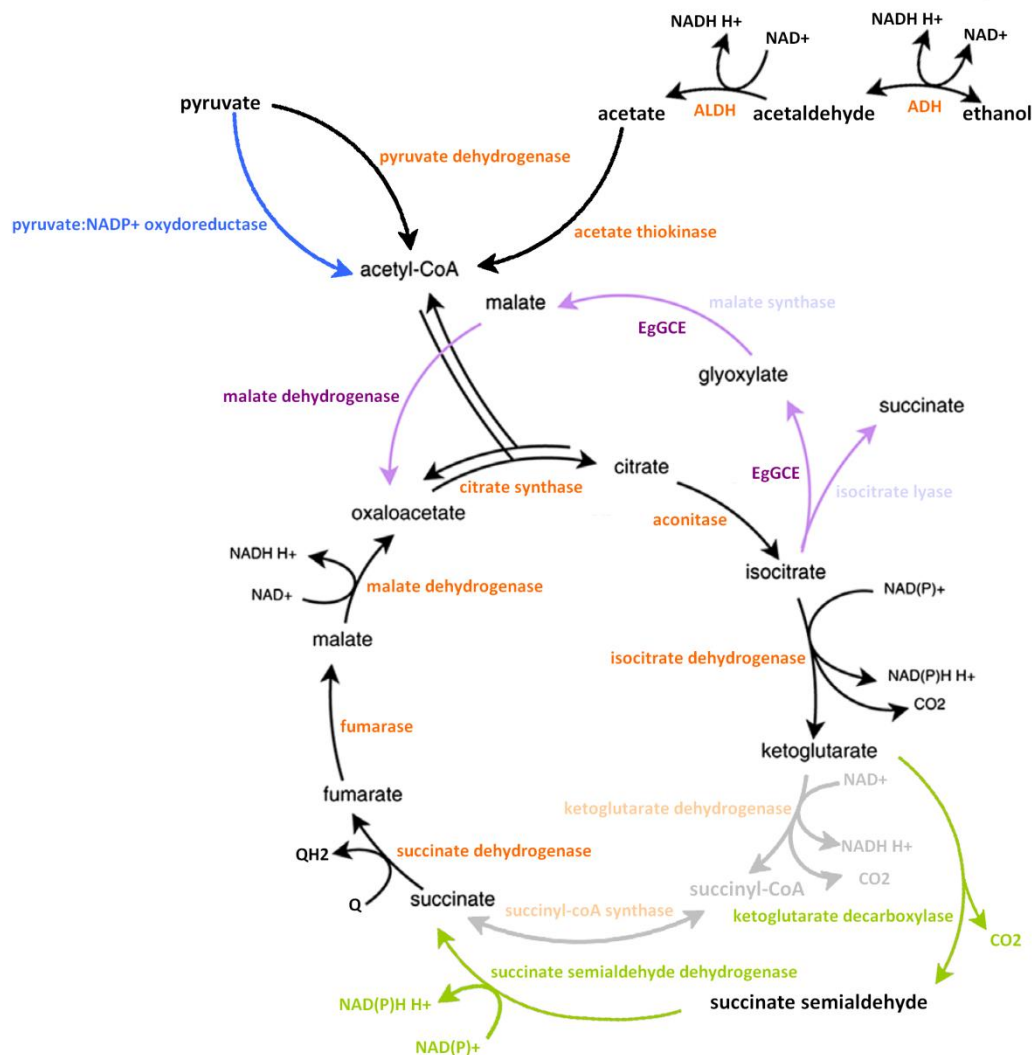 NADH H+
NAD+
NADH H+
NAD+
pyruvate
acetate
ALDH
acetaldehyde
ADH
ethanol
pyruvate dehydrogenase
pyruvate:NADP+ oxydoreductase
acetate thiokinase
acetyl-CoA
malate
malate synthase
EgGCE
glyoxylate
malate dehydrogenase
succinate
citrate
EgGCE
citrate synthase
isocitrate lyase
oxaloacetate
aconitase
NADH H+
isocitrate
malate dehydrogenase
NAD+
NAD(P)+
malate
isocitrate dehydrogenase
NAD(P)H H+
CO2
fumarase
ketoglutarate
NAD+
fumarate
ketoglutarate dehydrogenase
NADH H+
QH2
succinate dehydrogenase
CO2
succinyl-CoA
succinate
Q
succinyl-coA synthase
ketoglutarate decarboxylase
CO2
succinate semialdehyde dehydrogenase
NAD(P)H H+
succinate semialdehyde
NAD(P)+